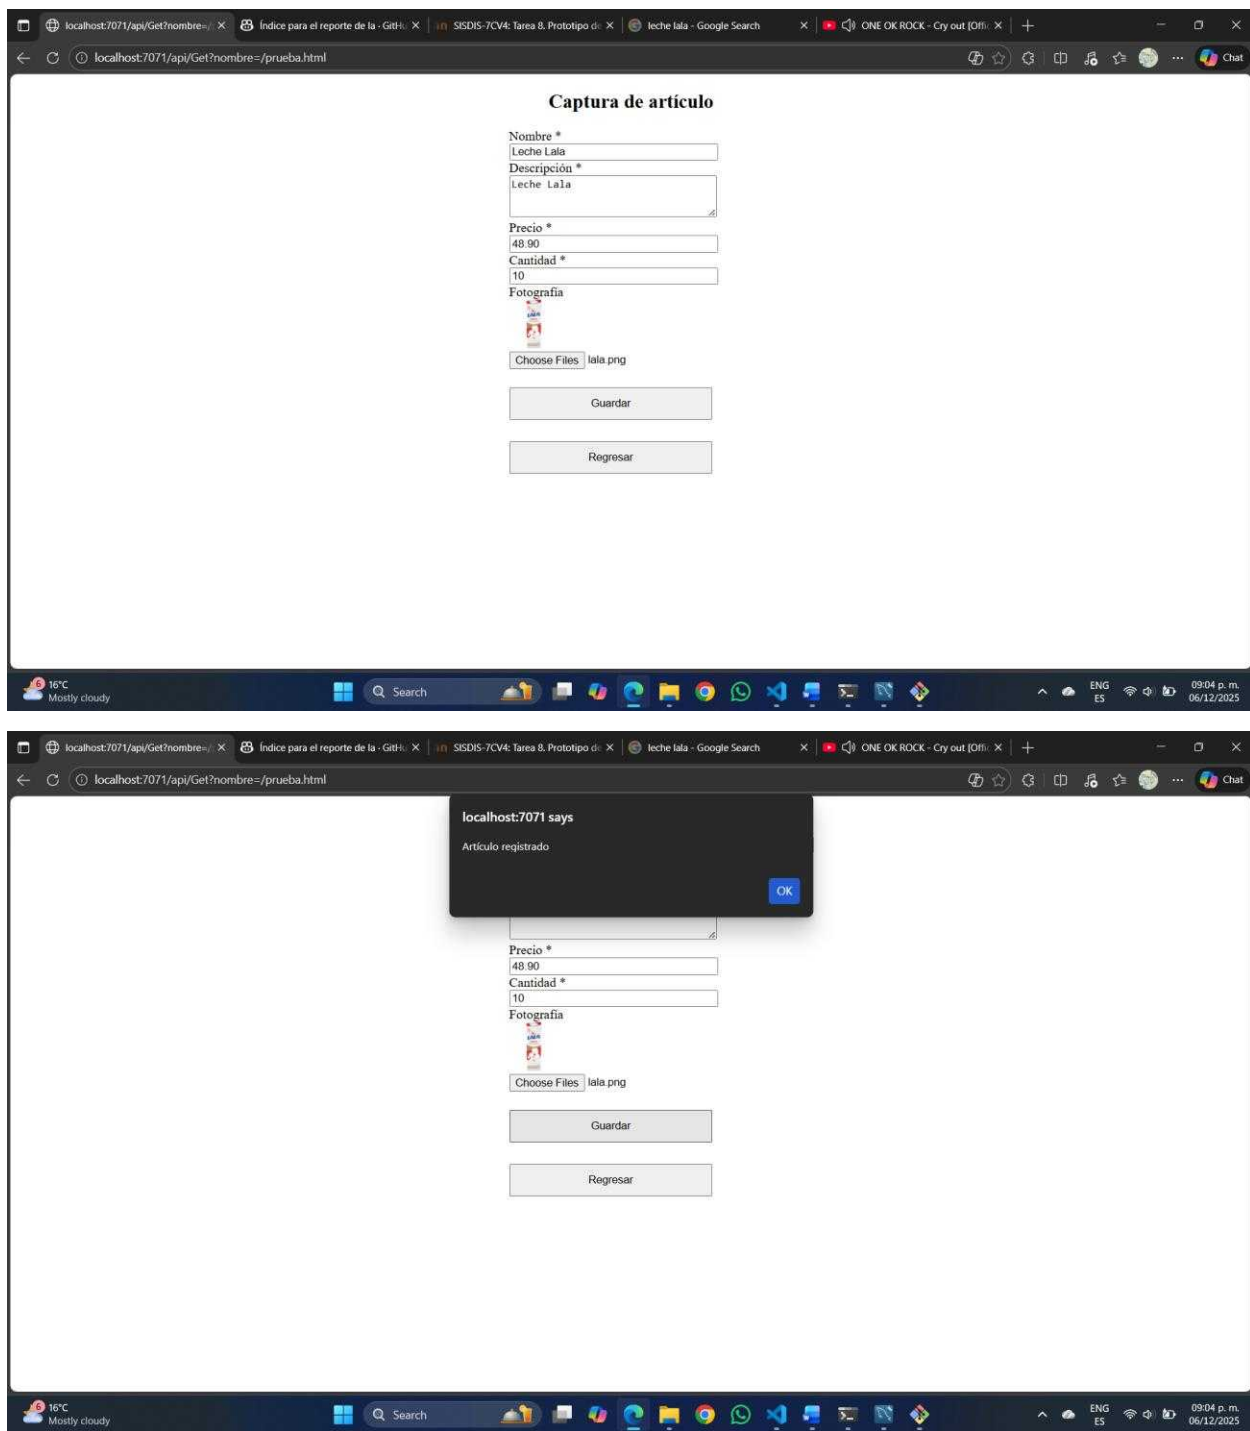 localhost:7071/api/Get?nombre=/
Índice para el reporte de la · GitHu
SISDIS-7CV4: Tarea 8. Prototipo de
leche lala - Google Search
ONE OK ROCK - Cry out [Offic
localhost:7071/api/Get?nombre=/prueba.html
Chat
Captura de artículo
Nombre *
Leche Lala
Descripción *
Leche Lala
Precio *
48.90
Cantidad *
10
Fotografía
Choose Files lala.png
Guardar
Regresar
6
16°C
Mostly cloudy
Search
ENG
ES
09:04 p. m.
06/12/2025
localhost:7071/api/Get?nombre=/
Índice para el reporte de la · GitHu
SISDIS-7CV4: Tarea 8. Prototipo de
leche lala - Google Search
ONE OK ROCK - Cry out [Offic
localhost:7071/api/Get?nombre=/prueba.html
Chat
localhost:7071 says
Artículo registrado
OK
Precio *
48.90
Cantidad *
10
Fotografía
Choose Files lala.png
Guardar
Regresar
6
16°C
Mostly cloudy
Search
ENG
ES
09:04 p. m.
06/12/2025